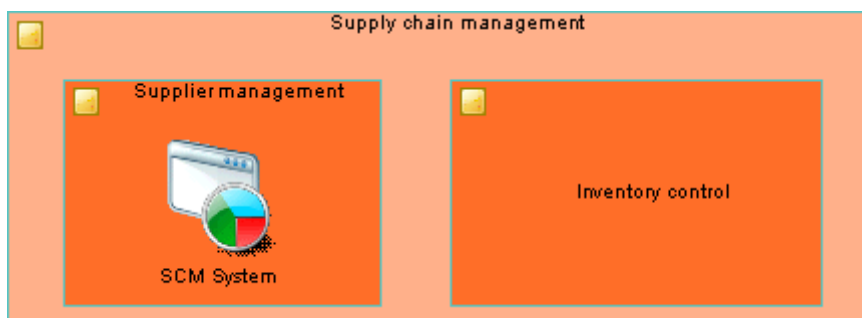 Supply chain management
Supplier management
Inventory control
SCM System